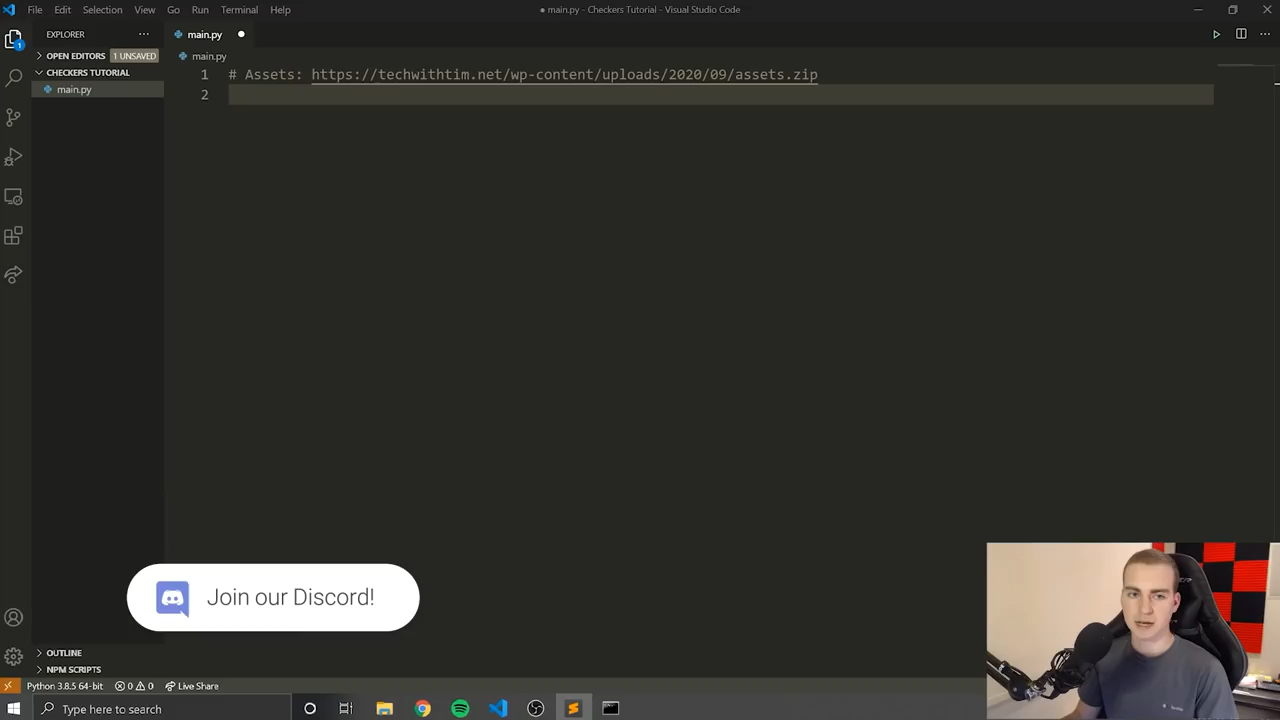 File Edit Selection View Go Run Terminal Help
● main.py - Checkers Tutorial - Visual Studio Code
EXPLORER ···
main.py ●
OPEN EDITORS 1 UNSAVED
main.py
CHECKERS TUTORIAL
main.py
1 # Assets: https://techwithtim.net/wp-content/uploads/2020/09/assets.zip
2
1
Join our Discord!
OUTLINE
NPM SCRIPTS
Python 3.8.5 64-bit 0 0 Live Share
Type here to search